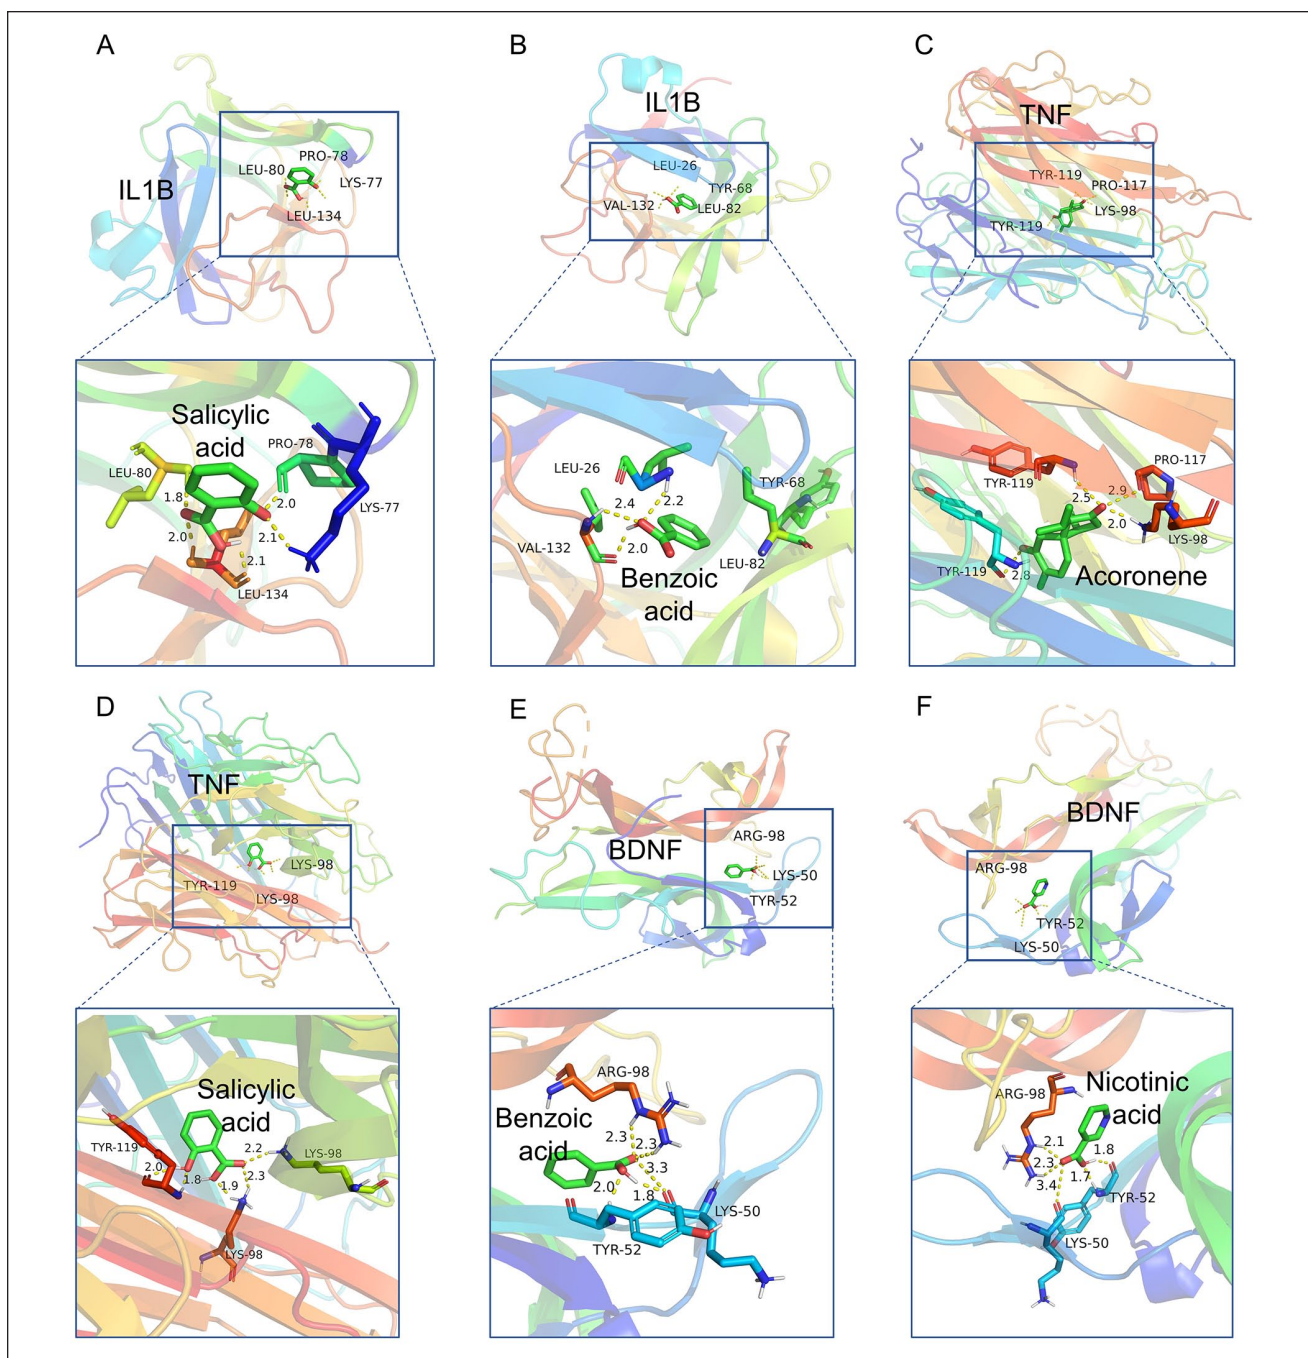 A
IL1B
LEU-80
PRO-78
LYS-77
LEU-134
Salicylic
acid
PRO-78
LEU-80
1.8
2.0
LYS-77
2.0
2.1
2.1
LEU-134
B
IL1B
LEU-26
TYR-68
VAL-132
LEU-82
LEU-26
TYR-68
2.4
2.2
VAL-132
2.0
LEU-82
Benzoic
acid
C
TNF
TYR-119
PRO-117
LYS-98
TYR-119
PRO-117
TYR-119
2.5
2.9
2.0
LYS-98
TYR-119
2.8
Acoronene
D
TNF
LYS-98
TYR-119
LYS-98
Salicylic
acid
TYR-119
2.2
LYS-98
2.0
1.8
1.9
2.3
LYS-98
E
ARG-98
BDNF
LYS-50
TYR-52
ARG-98
Benzoic
acid
2.3
2.3
3.3
2.0
1.8
LYS-50
TYR-52
F
BDNF
ARG-98
TYR-52
LYS-50
Nicotinic
acid
ARG-98
2.1
1.8
2.3
1.7
3.4
TYR-52
LYS-50